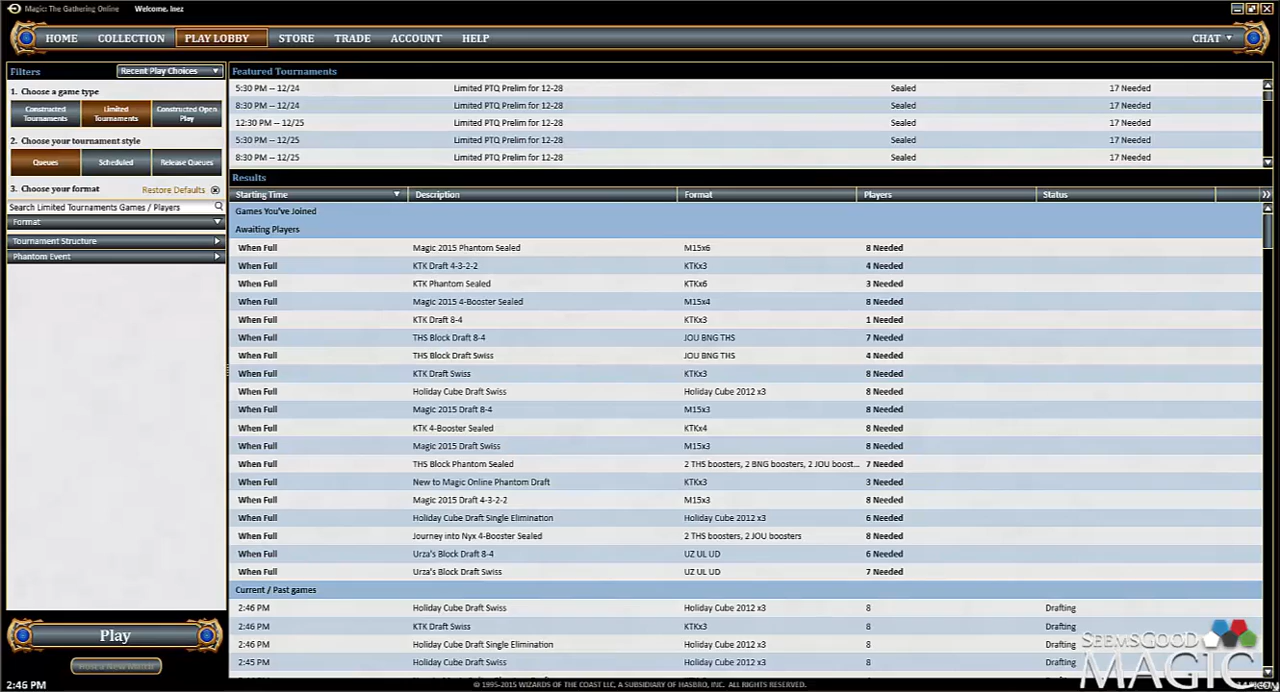 Magic: The Gathering Online Welcome, Inez
HOME COLLECTION PLAY LOBBY STORE TRADE ACCOUNT HELP CHAT
Filters Recent Play Choices
1. Choose a game type
Constructed Tournaments Limited Tournaments Constructed Open Play
2. Choose your tournament style
Queues Scheduled Release Queues
3. Choose your format Restore Defaults
Search Limited Tournaments Games / Players
Format
Tournament Structure
Phantom Event
Featured Tournaments
5:30 PM – 12/24 Limited PTQ Prelim for 12-28 Sealed 17 Needed
8:30 PM – 12/24 Limited PTQ Prelim for 12-28 Sealed 17 Needed
12:30 PM – 12/25 Limited PTQ Prelim for 12-28 Sealed 17 Needed
5:30 PM – 12/25 Limited PTQ Prelim for 12-28 Sealed 17 Needed
8:30 PM – 12/25 Limited PTQ Prelim for 12-28 Sealed 17 Needed
Results
Starting Time Description Format Players Status
Games You've Joined
Awaiting Players
When Full Magic 2015 Phantom Sealed M15x6 8 Needed
When Full KTK Draft 4-3-2-2 KTKx3 4 Needed
When Full KTK Phantom Sealed KTKx6 3 Needed
When Full Magic 2015 4-Booster Sealed M15x4 8 Needed
When Full KTK Draft 8-4 KTKx3 1 Needed
When Full THS Block Draft 8-4 JOU BNG THS 7 Needed
When Full THS Block Draft Swiss JOU BNG THS 4 Needed
When Full KTK Draft Swiss KTKx3 8 Needed
When Full Holiday Cube Draft Swiss Holiday Cube 2012 x3 8 Needed
When Full Magic 2015 Draft 8-4 M15x3 8 Needed
When Full KTK 4-Booster Sealed KTKx4 8 Needed
When Full Magic 2015 Draft Swiss M15x3 8 Needed
When Full THS Block Phantom Sealed 2 THS boosters, 2 BNG boosters, 2 JOU boost... 7 Needed
When Full New to Magic Online Phantom Draft KTKx3 3 Needed
When Full Magic 2015 Draft 4-3-2-2 M15x3 8 Needed
When Full Holiday Cube Draft Single Elimination Holiday Cube 2012 x3 6 Needed
When Full Journey into Nyx 4-Booster Sealed 2 THS boosters, 2 JOU boosters 8 Needed
When Full Urza's Block Draft 8-4 UZ UL UD 6 Needed
When Full Urza's Block Draft Swiss UZ UL UD 7 Needed
Current / Past games
2:46 PM Holiday Cube Draft Swiss Holiday Cube 2012 x3 8 Drafting
2:46 PM KTK Draft Swiss KTKx3 8 Drafting
2:46 PM Holiday Cube Draft Single Elimination Holiday Cube 2012 x3 8 Drafting
2:45 PM Holiday Cube Draft Swiss Holiday Cube 2012 x3 8
Play
Host a New Match
2:46 PM
© 1995-2015 WIZARDS OF THE COAST LLC, A SUBSIDIARY OF HASBRO, INC. ALL RIGHTS RESERVED.
SEEMSGOOD
MAGIC